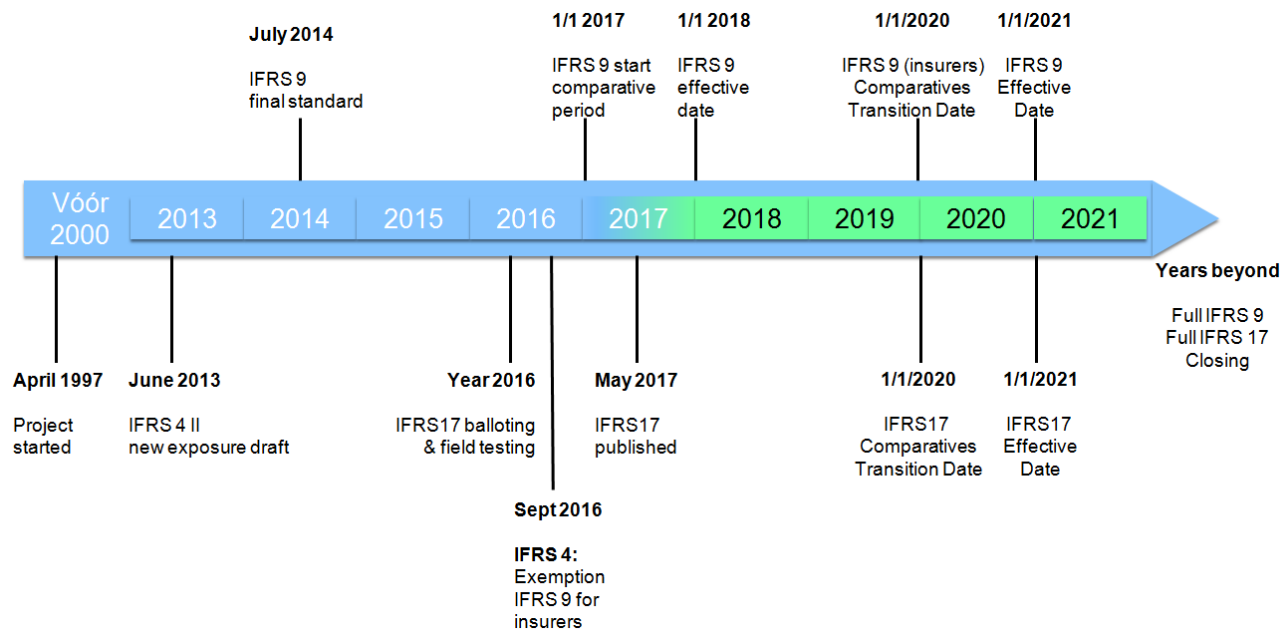 July 2014
IFRS 9
final standard
1/1 2017
IFRS 9 start
comparative
period
1/1 2018
IFRS 9
effective
date
1/1/2020
IFRS 9 (insurers)
Comparatives
Transition Date
1/1/2021
IFRS 9
Effective
Date
Vóór
2000
2013
2014
2015
2016
2017
2018
2019
2020
2021
Years beyond
Full IFRS 9
Full IFRS 17
Closing
April 1997
Project
started
June 2013
IFRS 4 II
new exposure draft
Year 2016
IFRS17 balloting
& field testing
May 2017
IFRS17
published
1/1/2020
IFRS17
Comparatives
Transition Date
1/1/2021
IFRS17
Effective
Date
Sept 2016
IFRS 4:
Exemption
IFRS 9 for
insurers